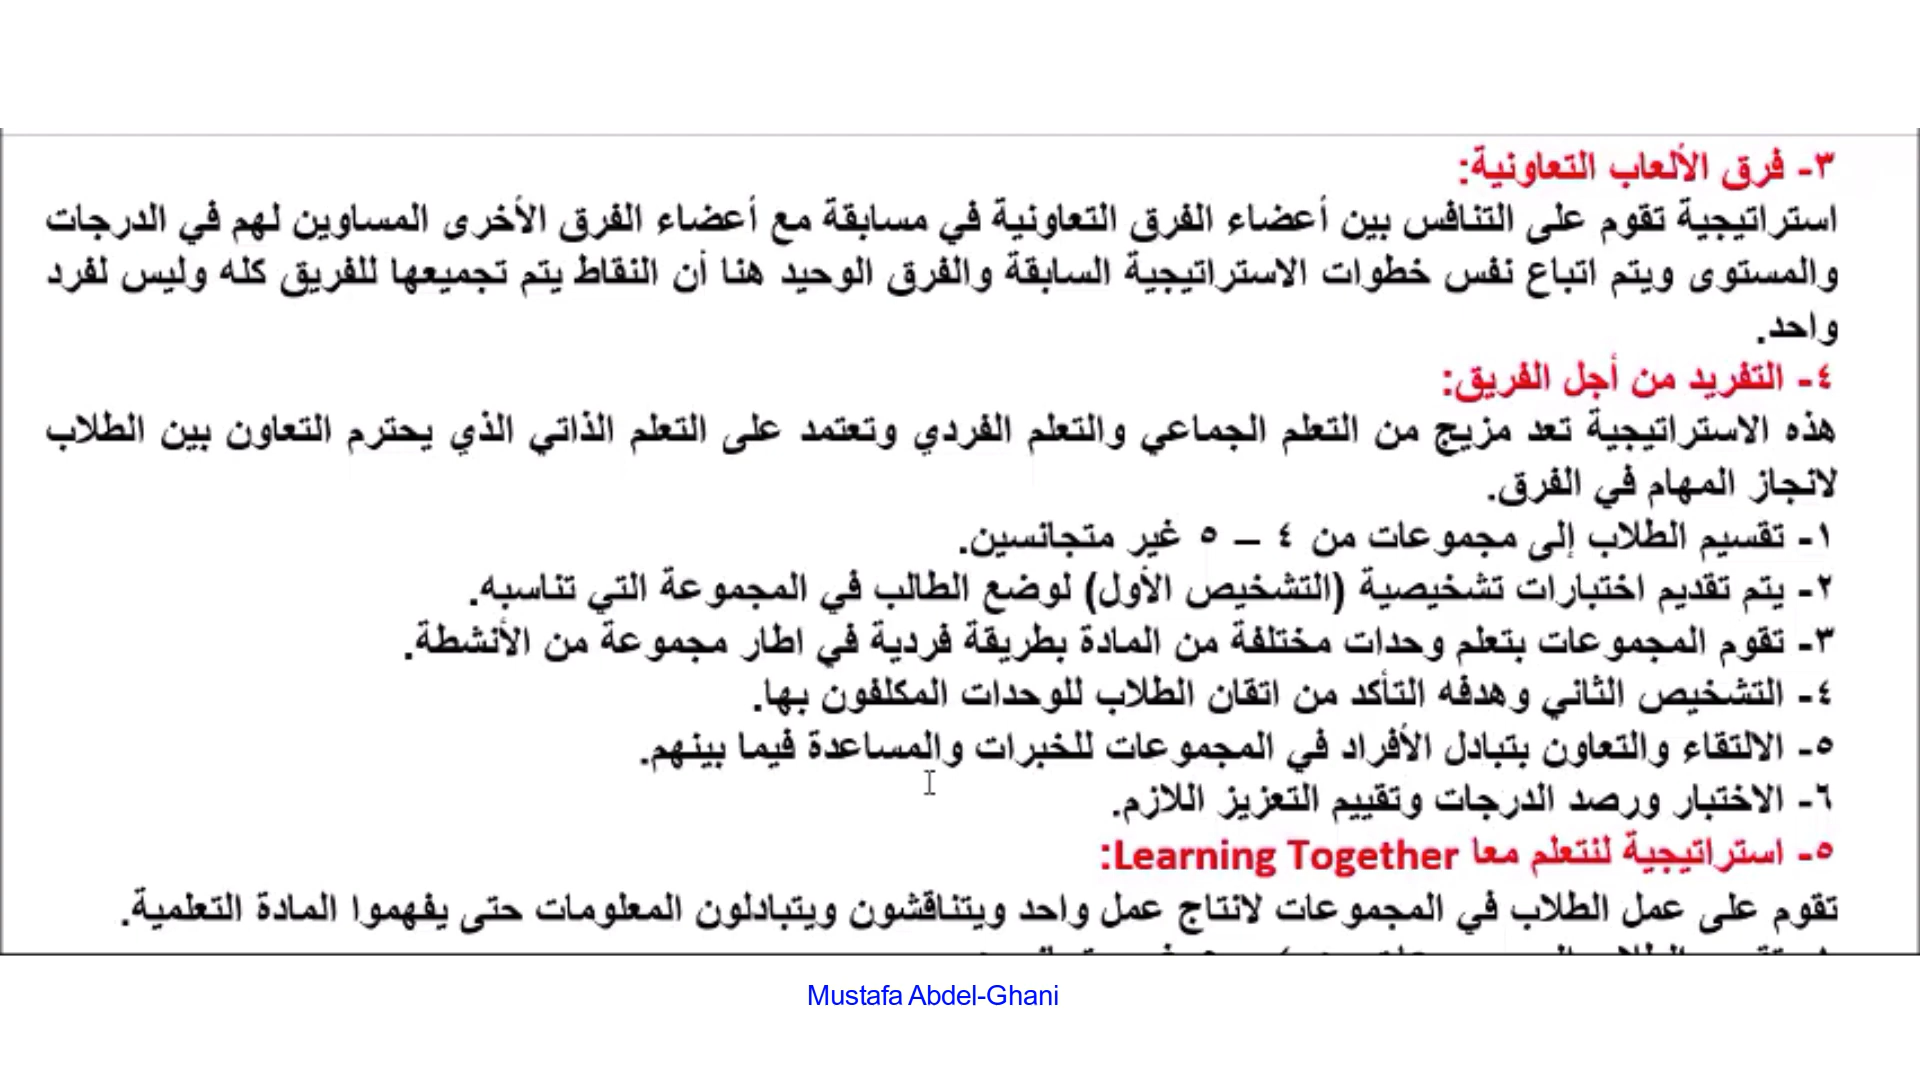 ٣- فرق الألعاب التعاونية:
استراتيجية تقوم على التنافس بين أعضاء الفرق التعاونية في مسابقة مع أعضاء الفرق الأخرى المساوين لهم في الدرجات
والمستوى ويتم اتباع نفس خطوات الاستراتيجية السابقة والفرق الوحيد هنا أن النقاط يتم تجميعها للفريق كله وليس لفرد
واحد.
٤- التفريد من أجل الفريق:
هذه الاستراتيجية تعد مزيج من التعلم الجماعي والتعلم الفردي وتعتمد على التعلم الذاتي الذي يحترم التعاون بين الطلاب
لانجاز المهام في الفرق.
١- تقسيم الطلاب إلى مجموعات من ٤ – ٥ غير متجانسين.
٢- يتم تقديم اختبارات تشخيصية (التشخيص الأول) لوضع الطالب في المجموعة التي تناسبه.
٣- تقوم المجموعات بتعلم وحدات مختلفة من المادة بطريقة فردية في اطار مجموعة من الأنشطة.
٤- التشخيص الثاني وهدفه التأكد من اتقان الطلاب للوحدات المكلفون بها.
٥- الالتقاء والتعاون بتبادل الأفراد في المجموعات للخبرات والمساعدة فيما بينهم.
٦- الاختبار ورصد الدرجات وتقييم التعزيز اللازم.
٥- استراتيجية لنتعلم معا Learning Together:
تقوم على عمل الطلاب في المجموعات لانتاج عمل واحد ويتناقشون ويتبادلون المعلومات حتى يفهموا المادة التعلمية.
Mustafa Abdel-Ghani